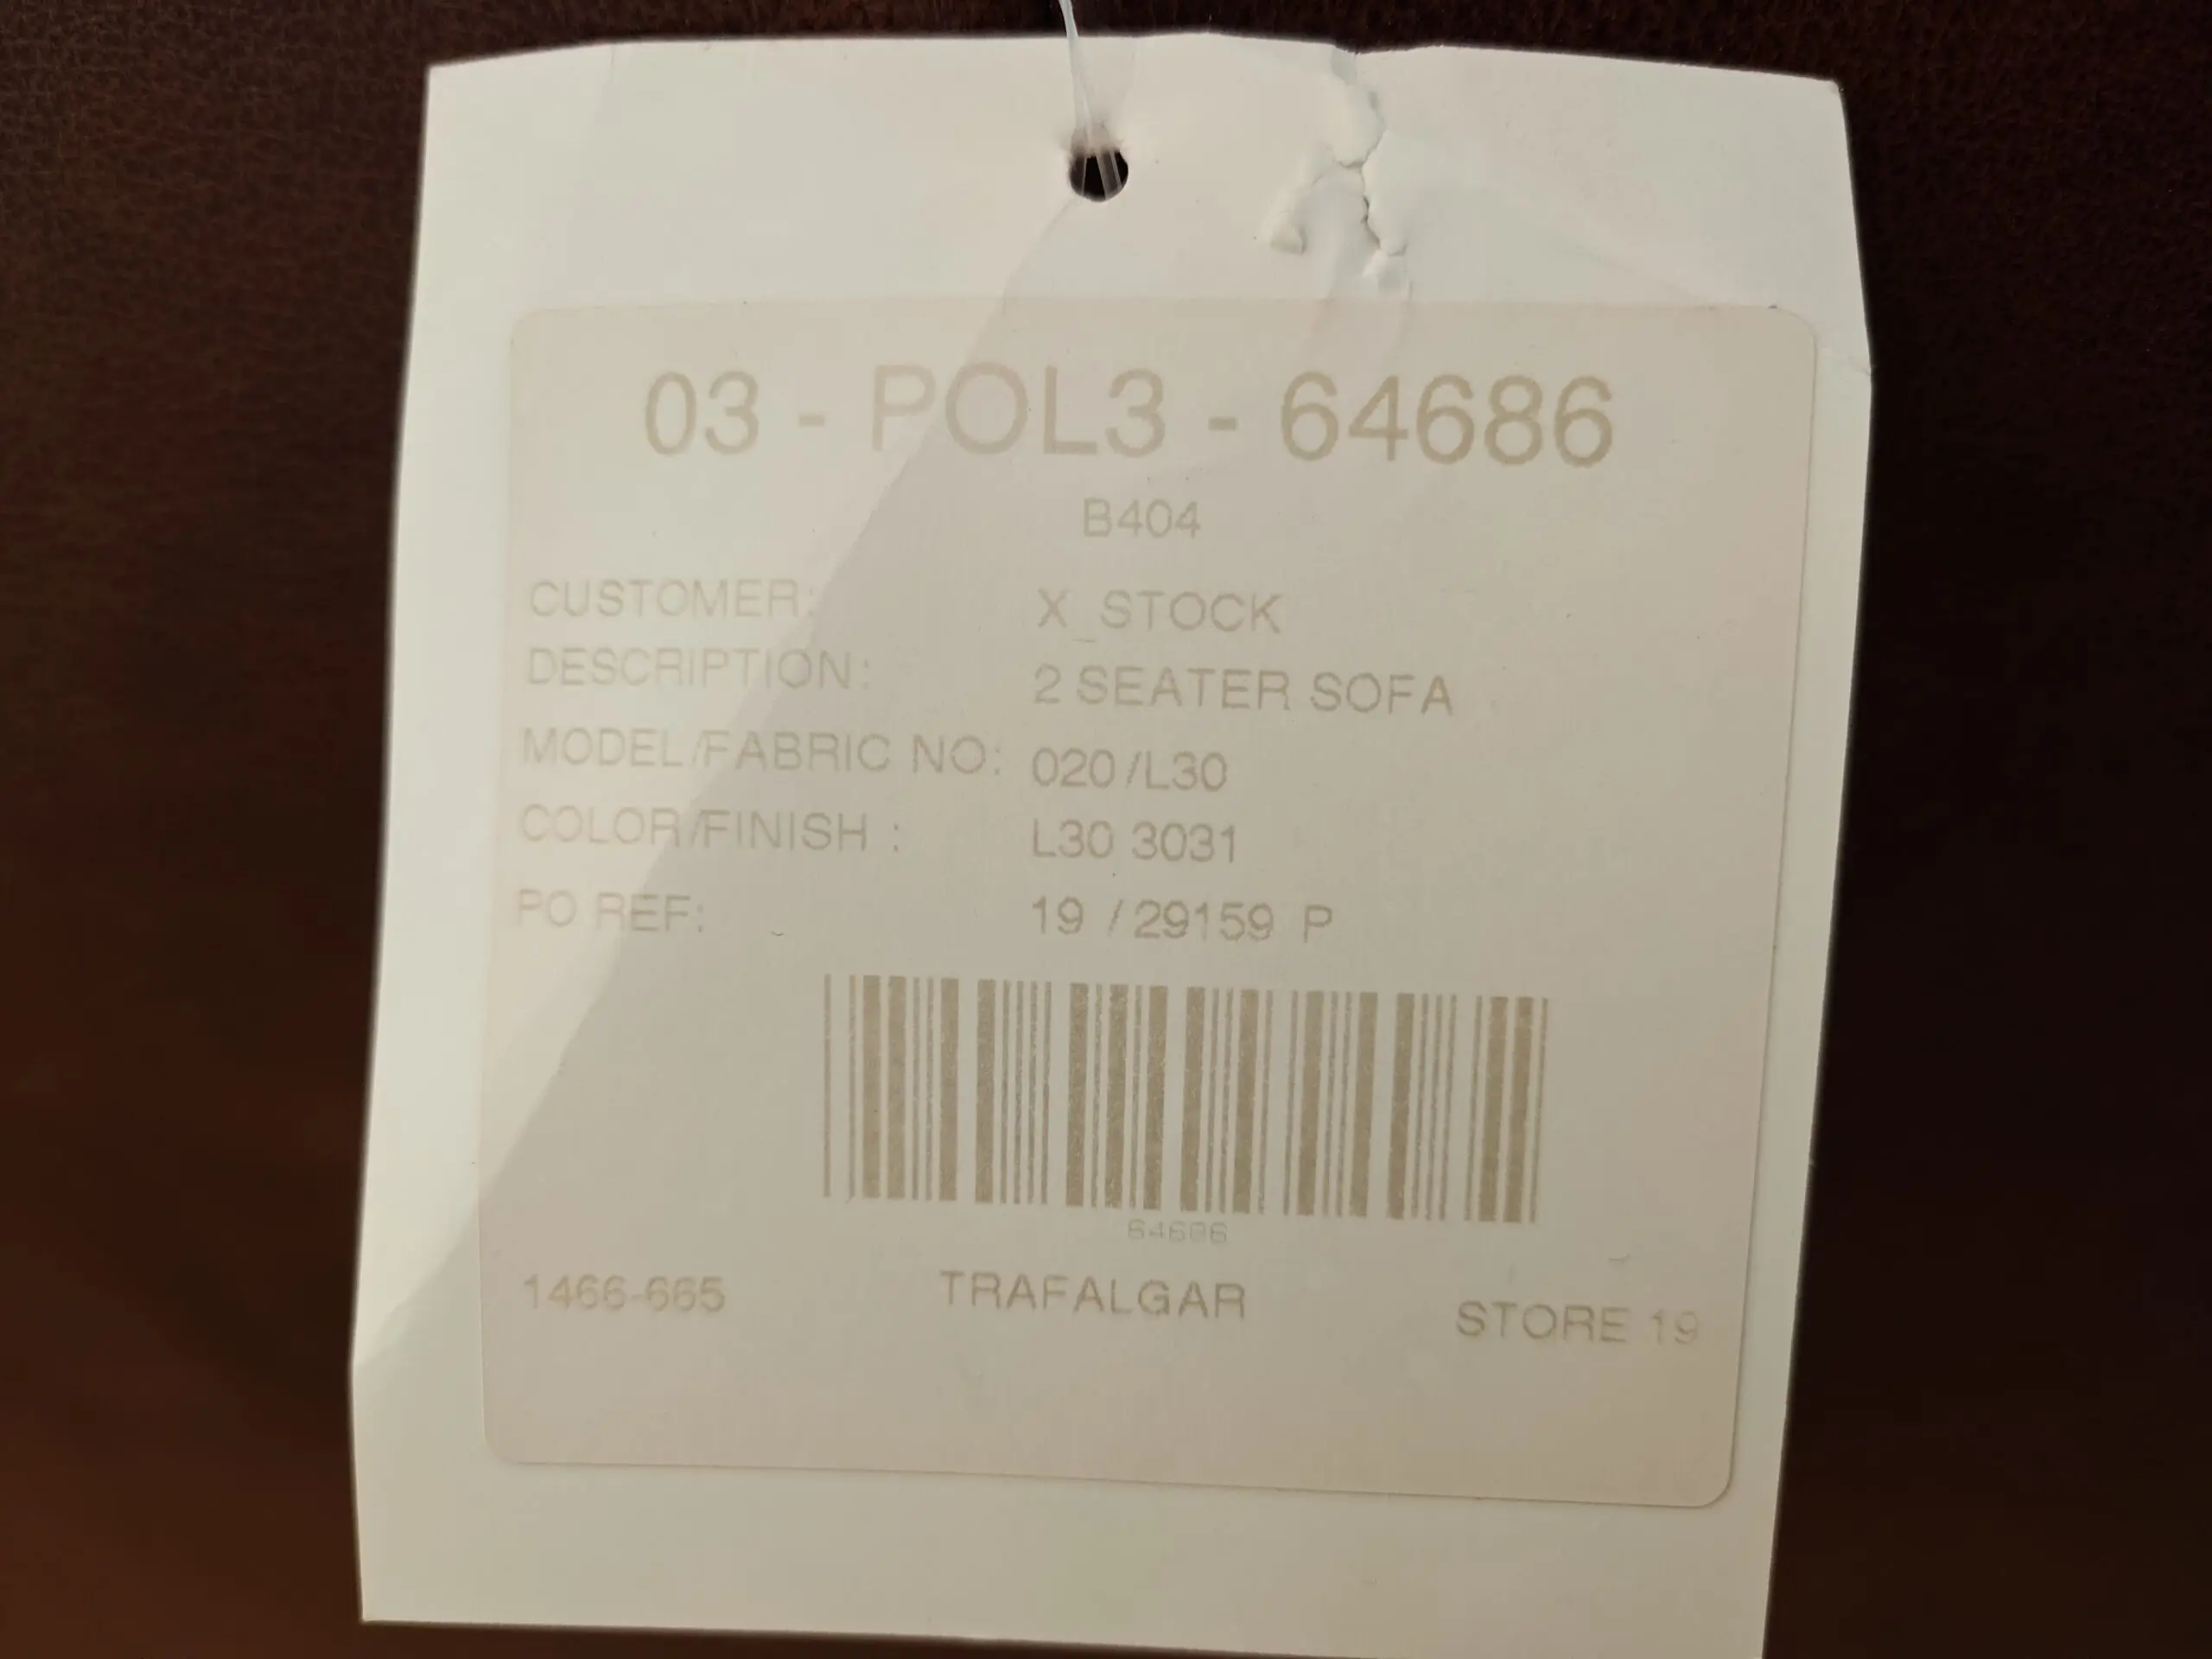 03 - POL3 - 64686
B404
CUSTOMER: X_STOCK
DESCRIPTION: 2 SEATER SOFA
MODEL/FABRIC NO: 020/L30
COLOR/FINISH : L30 3031
PO REF: 19 /29159 P
64686
1466-665 TRAFALGAR STORE 19